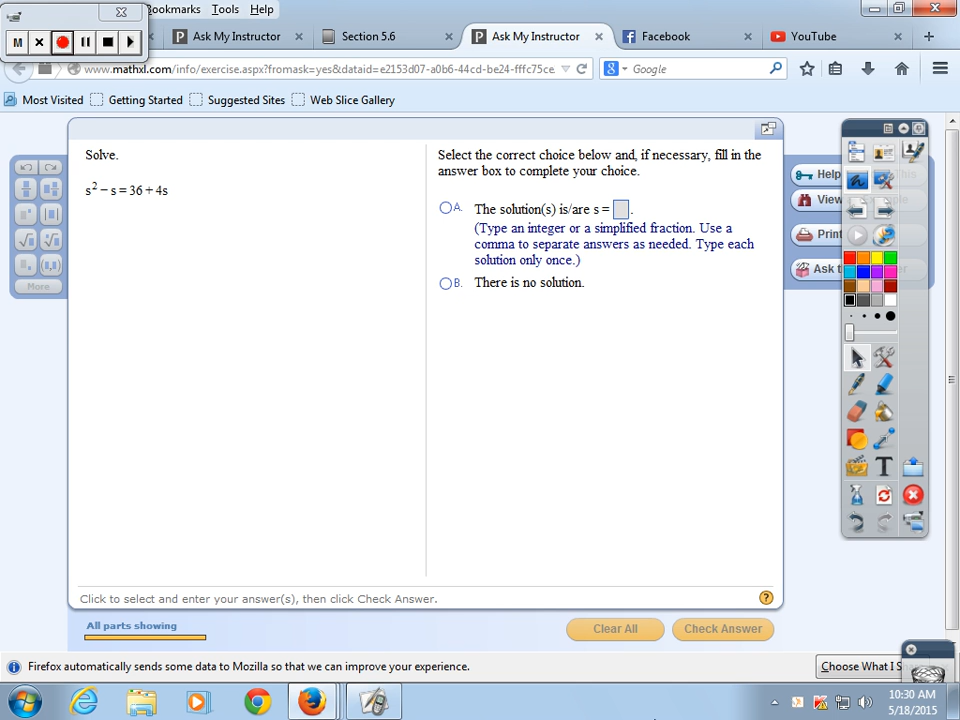 Bookmarks Tools Help
M
Ask My Instructor
Section 5.6
Ask My Instructor
Facebook
YouTube
www.mathxl.com/info/exercise.aspx?fromask=yes&dataid=e2153d07-a0b6-44cd-be24-fffc75ce
Google
Most Visited
Getting Started
Suggested Sites
Web Slice Gallery
Solve.
s² − s = 36 + 4s
More
Select the correct choice below and, if necessary, fill in the
answer box to complete your choice.
A. The solution(s) is/are s = .
(Type an integer or a simplified fraction. Use a
comma to separate answers as needed. Type each
solution only once.)
B. There is no solution.
Help
This
View
Print
Ask
T
Click to select and enter your answer(s), then click Check Answer.
?
All parts showing
Clear All
Check Answer
Firefox automatically sends some data to Mozilla so that we can improve your experience.
Choose What I
10:30 AM
5/18/2015